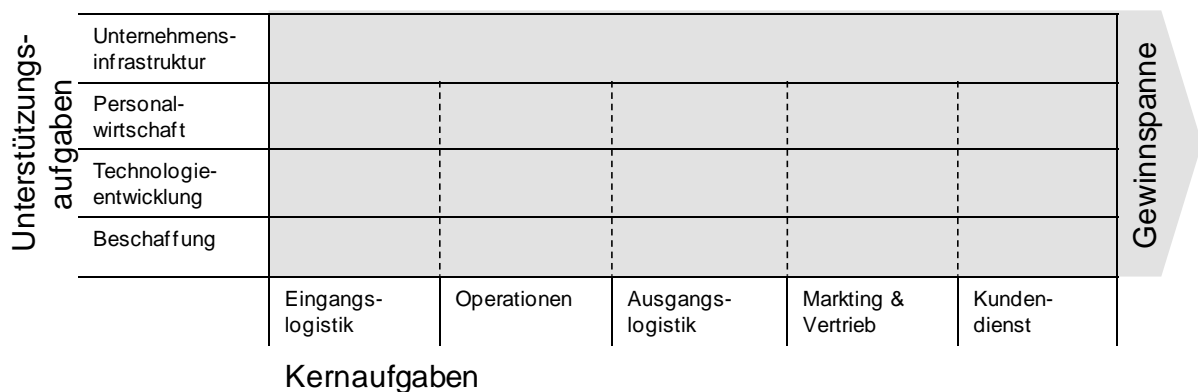 Unterstützungs-
aufgaben
Unternehmens-
infrastruktur
Personal-
wirtschaft
Technologie-
entwicklung
Beschaffung
Gewinnspanne
Eingangs-
logistik
Operationen
Ausgangs-
logistik
Markting &
Vertrieb
Kunden-
dienst
Kernaufgaben